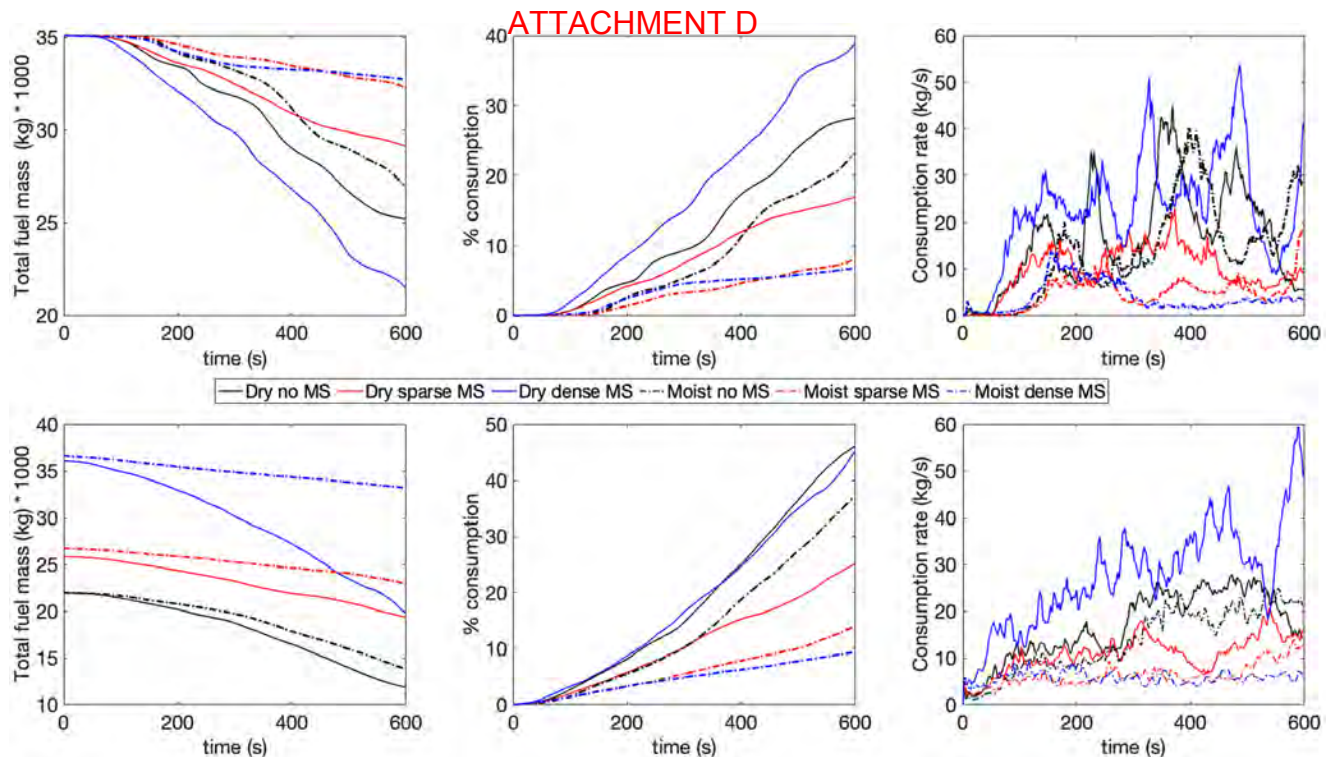 ATTACHMENT D
Total fuel mass (kg) * 1000
35
30
25
20
0 200 400 600
time (s)
% consumption
40
30
20
10
0
0 200 400 600
time (s)
Consumption rate (kg/s)
60
50
40
30
20
10
0
0 200 400 600
time (s)
Dry no MS Dry sparse MS Dry dense MS Moist no MS Moist sparse MS Moist dense MS
Total fuel mass (kg) * 1000
40
35
30
25
20
15
10
0 200 400 600
time (s)
% consumption
50
40
30
20
10
0
0 200 400 600
time (s)
Consumption rate (kg/s)
60
50
40
30
20
10
0
0 200 400 600
time (s)